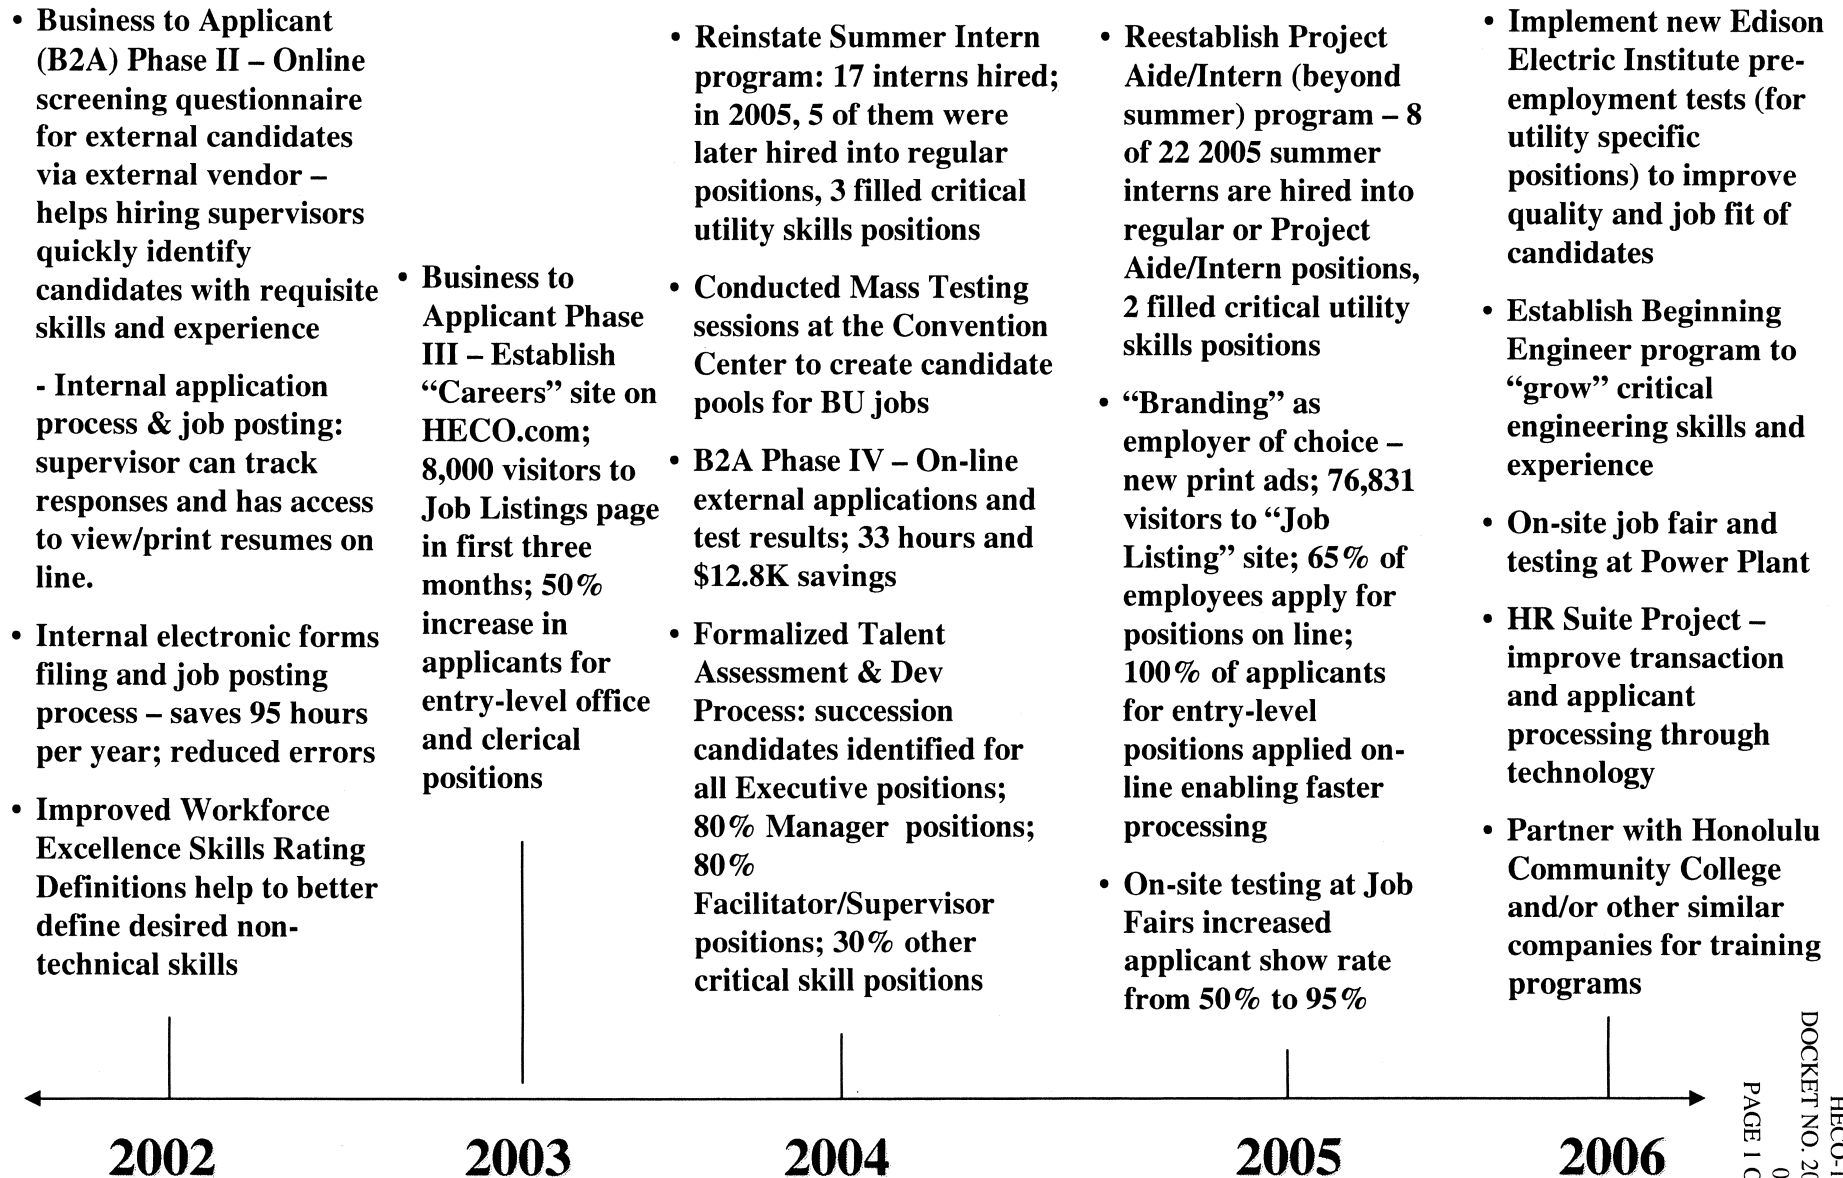 • Business to Applicant
(B2A) Phase II – Online
screening questionnaire
for external candidates
via external vendor –
helps hiring supervisors
quickly identify
candidates with requisite
skills and experience
- Internal application
process & job posting:
supervisor can track
responses and has access
to view/print resumes on
line.
• Internal electronic forms
filing and job posting
process – saves 95 hours
per year; reduced errors
• Improved Workforce
Excellence Skills Rating
Definitions help to better
define desired non-
technical skills
• Business to
Applicant Phase
III – Establish
“Careers” site on
HECO.com;
8,000 visitors to
Job Listings page
in first three
months; 50%
increase in
applicants for
entry-level office
and clerical
positions
• Reinstate Summer Intern
program: 17 interns hired;
in 2005, 5 of them were
later hired into regular
positions, 3 filled critical
utility skills positions
• Conducted Mass Testing
sessions at the Convention
Center to create candidate
pools for BU jobs
• B2A Phase IV – On-line
external applications and
test results; 33 hours and
$12.8K savings
• Formalized Talent
Assessment & Dev
Process: succession
candidates identified for
all Executive positions;
80% Manager positions;
80%
Facilitator/Supervisor
positions; 30% other
critical skill positions
• Reestablish Project
Aide/Intern (beyond
summer) program – 8
of 22 2005 summer
interns are hired into
regular or Project
Aide/Intern positions,
2 filled critical utility
skills positions
• “Branding” as
employer of choice –
new print ads; 76,831
visitors to “Job
Listing” site; 65% of
employees apply for
positions on line;
100% of applicants
for entry-level
positions applied on-
line enabling faster
processing
• On-site testing at Job
Fairs increased
applicant show rate
from 50% to 95%
• Implement new Edison
Electric Institute pre-
employment tests (for
utility specific
positions) to improve
quality and job fit of
candidates
• Establish Beginning
Engineer program to
“grow” critical
engineering skills and
experience
• On-site job fair and
testing at Power Plant
• HR Suite Project –
improve transaction
and applicant
processing through
technology
• Partner with Honolulu
Community College
and/or other similar
companies for training
programs
2002
2003
2004
2005
2006
DOCKET NO.
PAGE 1